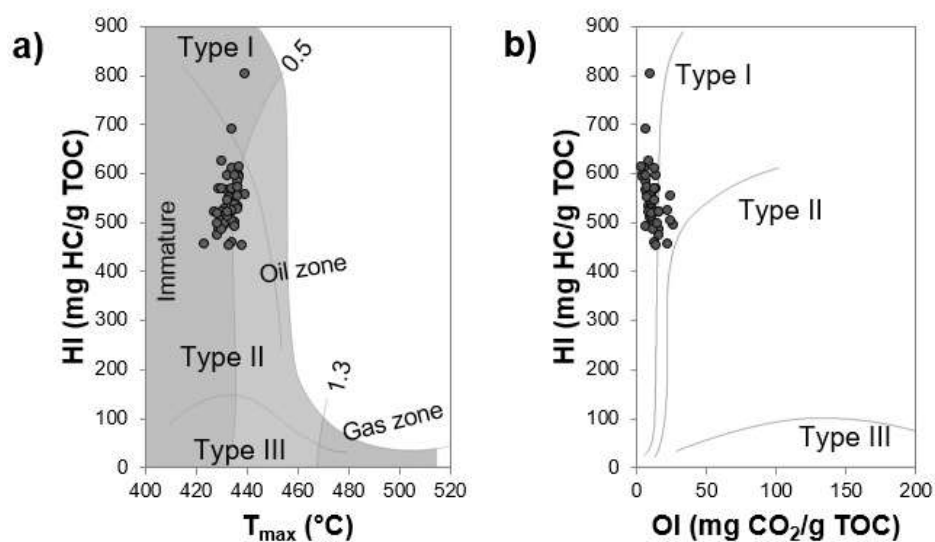 a)
HI (mg HC/g TOC)
900
800
700
600
500
400
300
200
100
0
Type I
0.5
Immature
Oil zone
Type II
1.3
Gas zone
Type III
400 420 440 460 480 500 520
Tmax (°C)
b)
HI (mg HC/g TOC)
900
800
700
600
500
400
300
200
100
0
Type I
Type II
Type III
0 50 100 150 200
OI (mg CO2/g TOC)